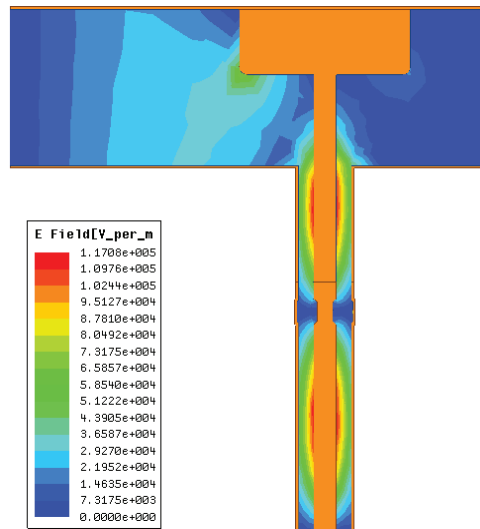 E Field[V_per_m
1.1708e+005
1.0976e+005
1.0244e+005
9.5127e+004
8.7810e+004
8.0492e+004
7.3175e+004
6.5857e+004
5.8540e+004
5.1222e+004
4.3905e+004
3.6587e+004
2.9270e+004
2.1952e+004
1.4635e+004
7.3175e+003
0.0000e+000